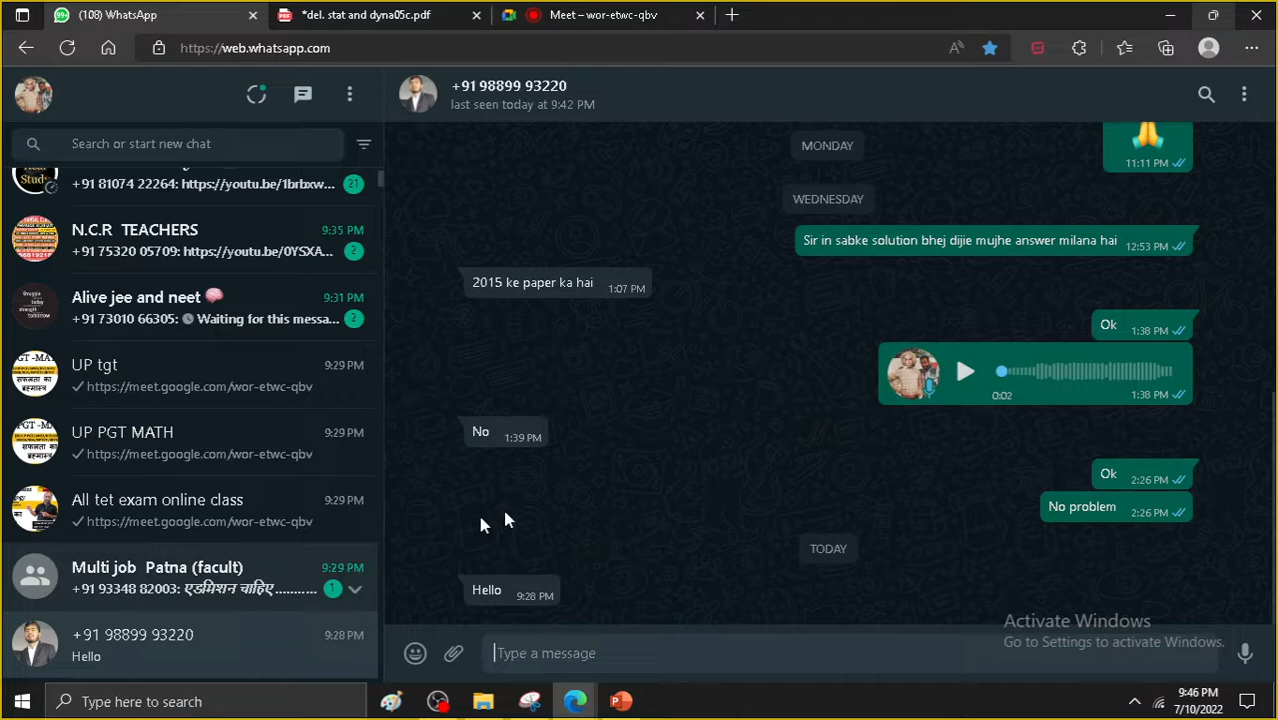 (108) WhatsApp
*del. stat and dyna05c.pdf
Meet – wor-etwc-qbv
https://web.whatsapp.com
+91 98899 93220
last seen today at 9:42 PM
Search or start new chat
+91 81074 22264: https://youtu.be/1brbxw...
21
N.C.R TEACHERS
9:35 PM
+91 75320 05709: https://youtu.be/0YSXA...
2
Alive jee and neet 🧠
9:31 PM
+91 73010 66305: Waiting for this messa...
2
UP tgt
9:29 PM
https://meet.google.com/wor-etwc-qbv
UP PGT MATH
9:29 PM
https://meet.google.com/wor-etwc-qbv
All tet exam online class
9:29 PM
https://meet.google.com/wor-etwc-qbv
Multi job Patna (facult)
9:29 PM
+91 93348 82003: एडमिशन चाहिए ..........
1
+91 98899 93220
9:28 PM
Hello
🙏
11:11 PM
MONDAY
WEDNESDAY
Sir in sabke solution bhej dijie mujhe answer milana hai
12:53 PM
2015 ke paper ka hai
1:07 PM
Ok
1:38 PM
0:02
1:38 PM
No
1:39 PM
Ok
2:26 PM
No problem
2:26 PM
TODAY
Hello
9:28 PM
Activate Windows
Go to Settings to activate Windows.
Type a message
Type here to search
9:46 PM
7/10/2022